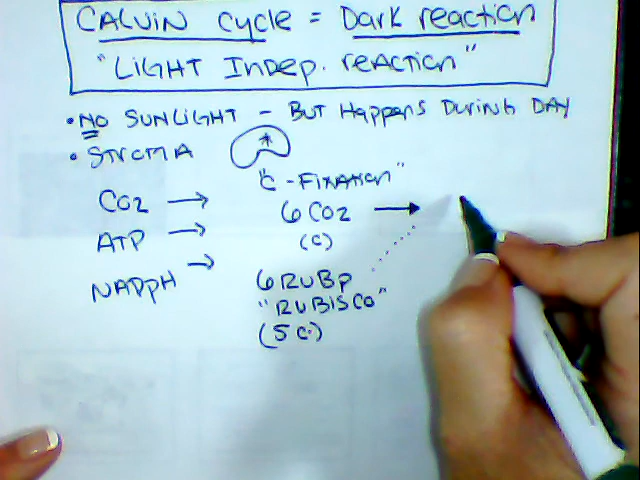 CALVIN Cycle = Dark reaction
"LIGHT Indep. reaction"
• NO SUNLIGHT - BUT Happens During DAY
• STROMA
"C - Fixation"
CO2 → 6 CO2 →
ATP → (C)
NADPH → 6 RUBP
"RUBISCO"
(5 C)